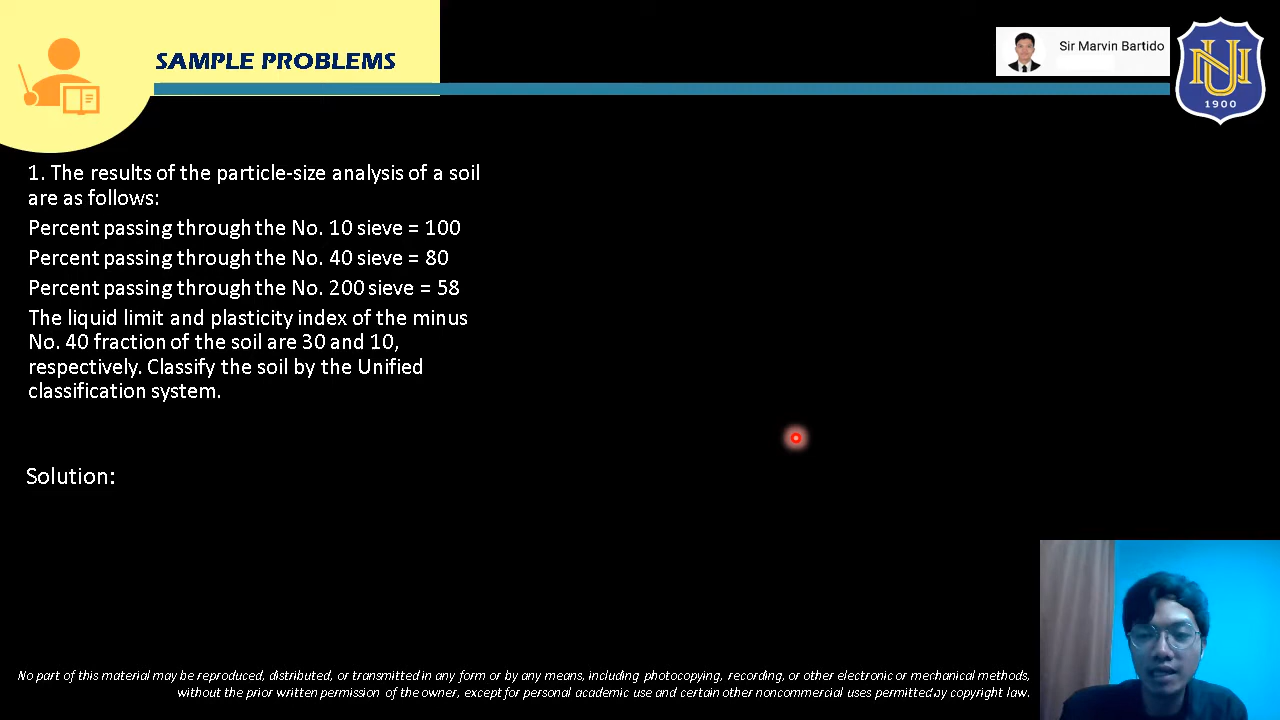 SAMPLE PROBLEMS
Sir Marvin Bartido
NU
1900
1. The results of the particle-size analysis of a soil
are as follows:
Percent passing through the No. 10 sieve = 100
Percent passing through the No. 40 sieve = 80
Percent passing through the No. 200 sieve = 58
The liquid limit and plasticity index of the minus
No. 40 fraction of the soil are 30 and 10,
respectively. Classify the soil by the Unified
classification system.
Solution:
No part of this material may be reproduced, distributed, or transmitted in any form or by any means, including photocopying, recording, or other electronic or mechanical methods,
without the prior written permission of the owner, except for personal academic use and certain other noncommercial uses permitted by copyright law.